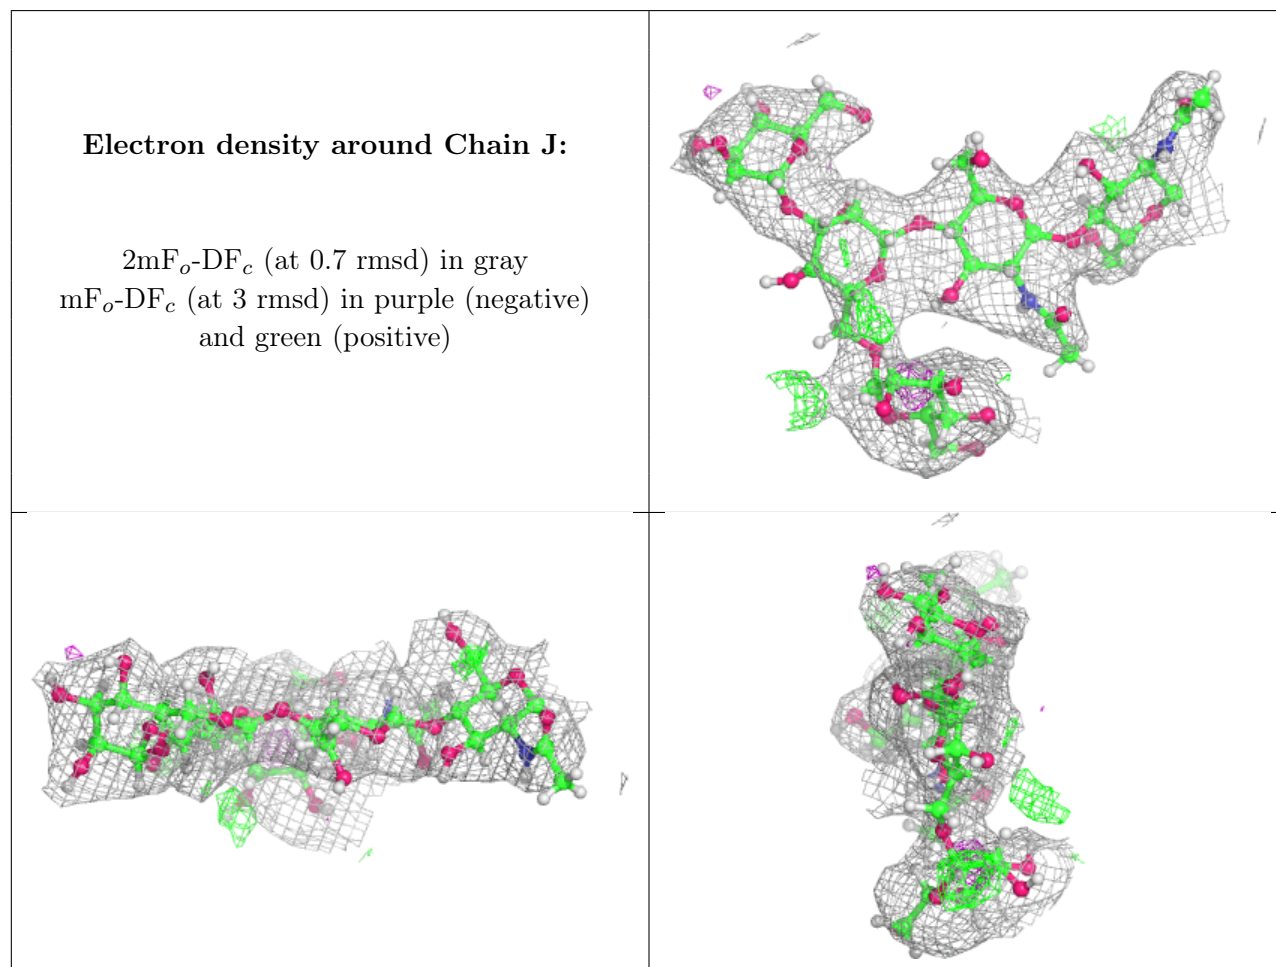 Electron density around Chain J:
2mFo-DFc (at 0.7 rmsd) in gray
mFo-DFc (at 3 rmsd) in purple (negative)
and green (positive)